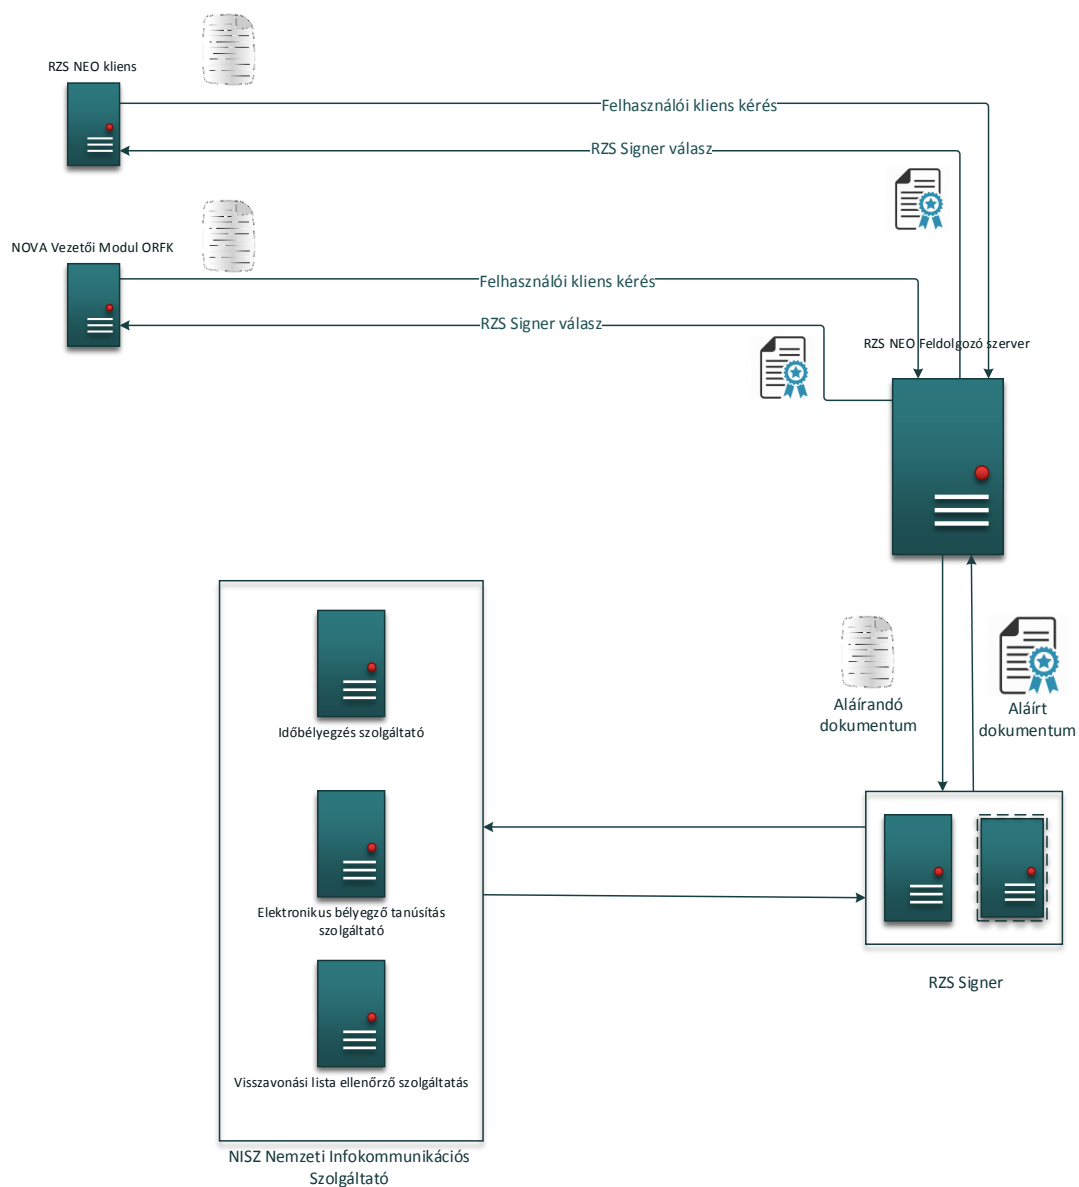 RZS NEO kliens
Felhasználói kliens kérés
RZS Signer válasz
NOVA Vezetői Modul ORFK
Felhasználói kliens kérés
RZS Signer válasz
RZS NEO Feldolgozó szerver
Aláírandó
dokumentum
Aláírt
dokumentum
Időbélyegzés szolgáltató
Elektronikus bélyegző tanúsítás
szolgáltató
RZS Signer
Visszavonási lista ellenőrző szolgáltatás
NISZ Nemzeti Infokommunikációs
Szolgáltató